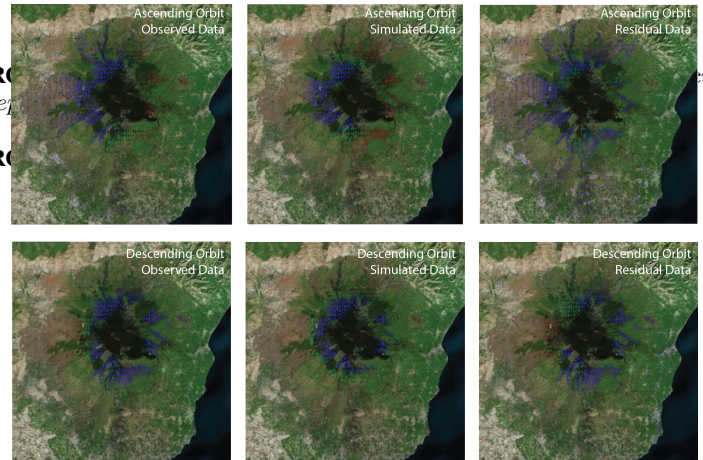 Ascending Orbit
Observed Data
Ascending Orbit
Simulated Data
Ascending Orbit
Residual Data
Descending Orbit
Observed Data
Descending Orbit
Simulated Data
Descending Orbit
Residual Data